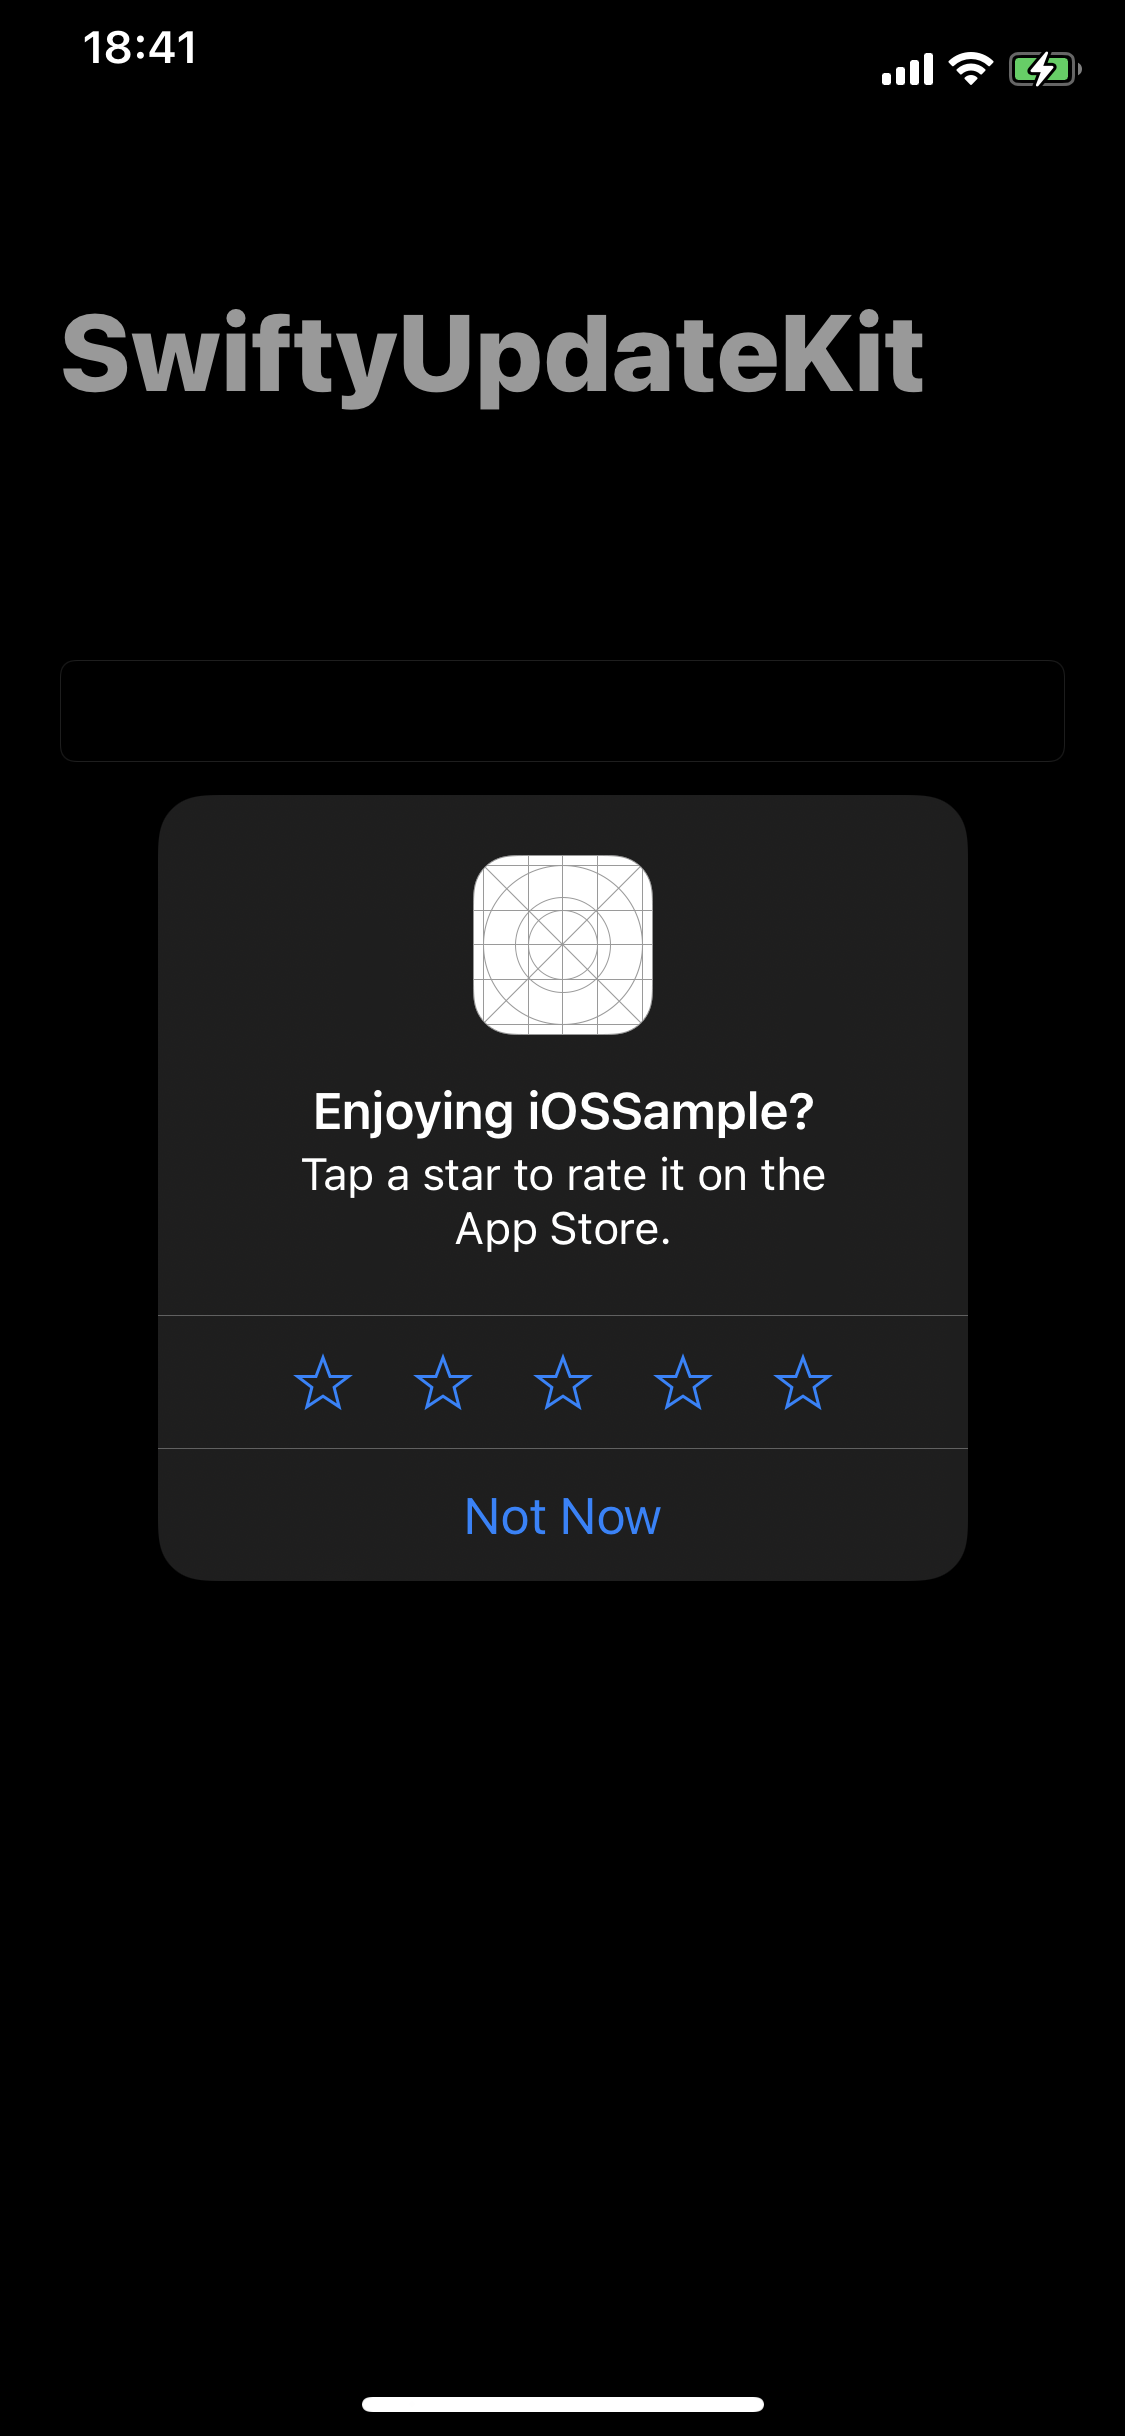 18:41
SwiftyUpdateKit
Enjoying iOSSample?
Tap a star to rate it on the
App Store.
Not Now